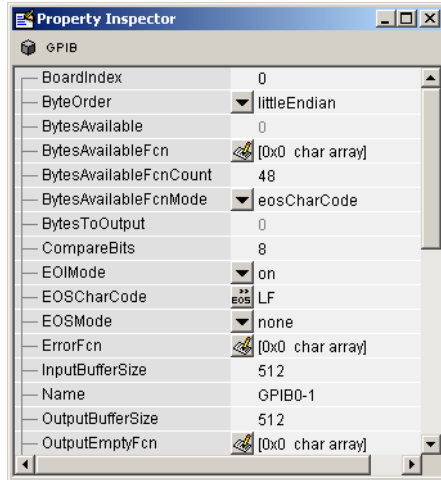 Property Inspector
GPIB
BoardIndex 0
ByteOrder littleEndian
BytesAvailable 0
BytesAvailableFcn [0x0 char array]
BytesAvailableFcnCount 48
BytesAvailableFcnMode eosCharCode
BytesToOutput 0
CompareBits 8
EOIMode on
EOSCharCode EOS LF
EOSMode none
ErrorFcn [0x0 char array]
InputBufferSize 512
Name GPIB0-1
OutputBufferSize 512
OutputEmptyFcn [0x0 char array]